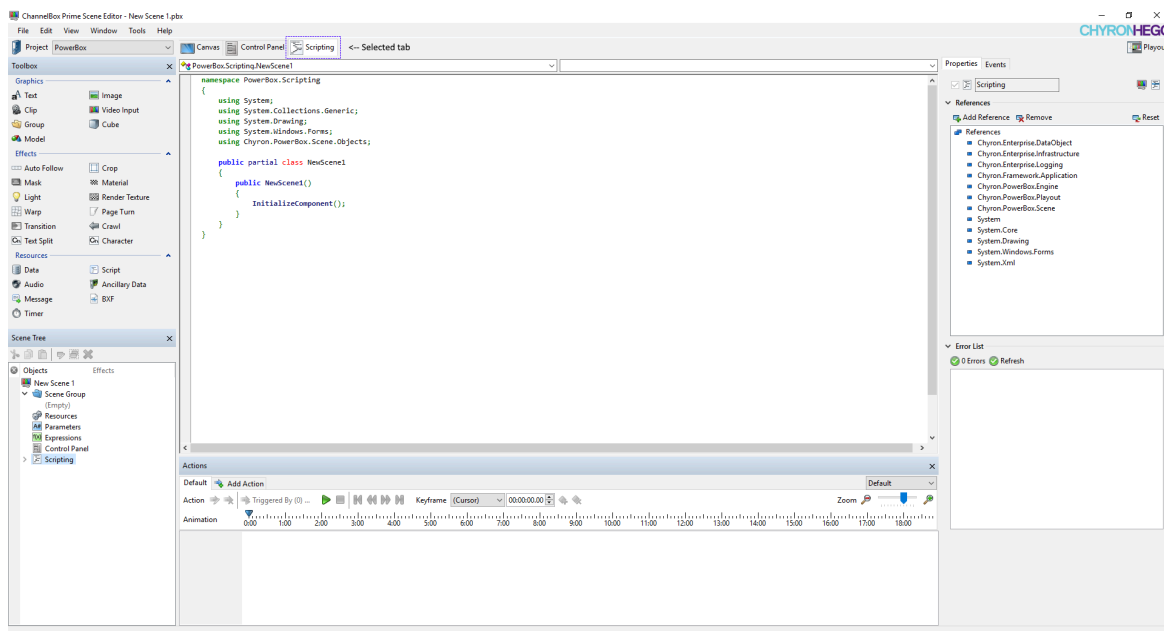 ChannelBox Prime Scene Editor - New Scene 1.pbx
File Edit View Window Tools Help
CHYRONHEGO
Project PowerBox
Canvas Control Panel Scripting <-- Selected tab
Playou
Toolbox
Graphics
Text Image
Clip Video Input
Group Cube
Model
Effects
Auto Follow Crop
Mask Material
Light Render Texture
Warp Page Turn
Transition Crawl
Text Split Character
Resources
Data Script
Audio Ancillary Data
Message BXF
Timer
Scene Tree
Objects Effects
New Scene 1
Scene Group
(Empty)
Resources
Parameters
Expressions
Control Panel
Scripting
PowerBox.Scripting.NewScene1
namespace PowerBox.Scripting
{
using System;
using System.Collections.Generic;
using System.Drawing;
using System.Windows.Forms;
using Chyron.PowerBox.Scene.Objects;
public partial class NewScene1
{
public NewScene1()
{
InitializeComponent();
}
}
}
Actions
Default Add Action
Default
Action Triggered By (0) ... Keyframe (Cursor) 00:00:00.00 Zoom
Animation 0:00 1:00 2:00 3:00 4:00 5:00 6:00 7:00 8:00 9:00 10:00 11:00 12:00 13:00 14:00 15:00 16:00 17:00 18:00
Properties Events
Scripting
References
Add Reference Remove Reset
References
Chyron.Enterprise.DataObject
Chyron.Enterprise.Infrastructure
Chyron.Enterprise.Logging
Chyron.Framework.Application
Chyron.PowerBox.Engine
Chyron.PowerBox.Playout
Chyron.PowerBox.Scene
System
System.Core
System.Drawing
System.Windows.Forms
System.Xml
Error List
0 Errors Refresh